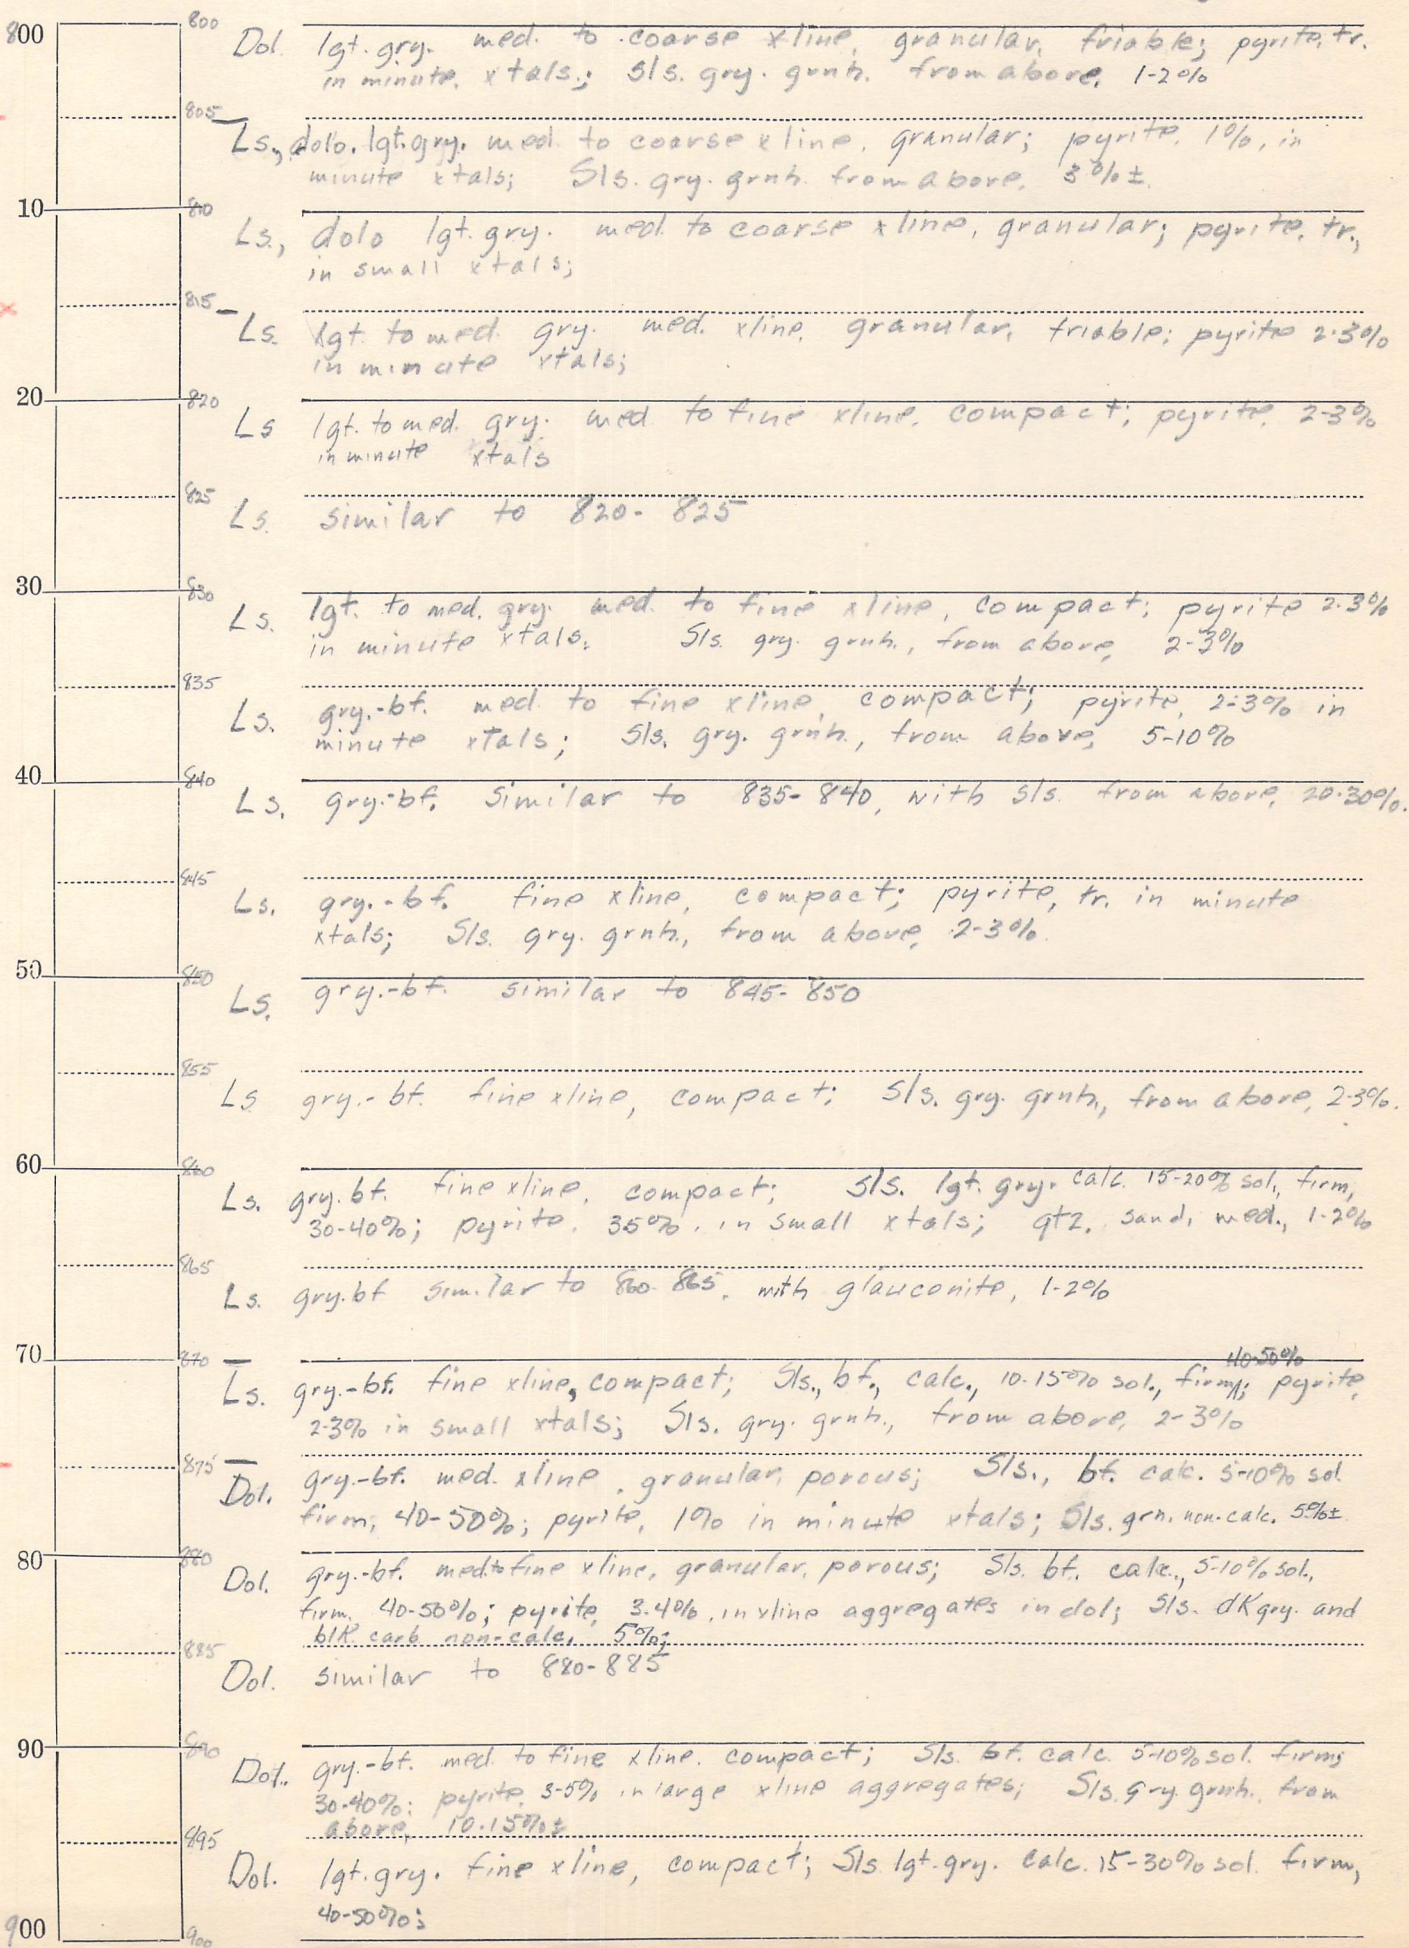 800 800
Dol. lgt. gry. med. to coarse xline, granular, friable; pyrite, tr.
in minute, xtals.; Sls. gry. grnh. from above, 1-2%
805
Ls., dolo. lgt. gry. med. to coarse xline, granular; pyrite, 1%, in
minute xtals; Sls. gry. grnh. from above, 3%±.
10 810
Ls., dolo lgt. gry. med. to coarse xline, granular; pyrite, tr.,
in small xtals;
815
Ls. lgt. to med. gry. med. xline, granular, friable; pyrite 2-3%
in minute xtals;
20 820
Ls lgt. to med. gry. med. to fine xline, compact; pyrite, 2-3%
in minute xtals
825
Ls. similar to 820-825
30 830
Ls. lgt. to med. gry. med. to fine xline, compact; pyrite 2-3%
in minute xtals. Sls. gry. grnh., from above, 2-3%
835
Ls. gry.-bf. med. to fine xline, compact; pyrite, 2-3% in
minute xtals; Sls. gry. grnh., from above, 5-10%
40 840
Ls. gry.-bf. Similar to 835-840, with sls. from above, 20-30%.
845
Ls. gry.-bf. fine xline, compact; pyrite, tr. in minute
xtals; Sls. gry. grnh., from above, 2-3%.
50 850
Ls. gry.-bf. similar to 845-850
855
Ls gry.-bf. fine xline, compact; Sls. gry. grnh., from above, 2-3%.
60 860
Ls. gry. bf. fine xline, compact; Sls. lgt. gry. calc. 15-20% sol., firm,
30-40%; pyrite, 35%, in small xtals; qtz. sand, med., 1-2%
865
Ls. gry. bf similar to 860-865, with glauconite, 1-2%
70 870
40-50%
Ls. gry.-bf. fine xline, compact; Sls., bf., calc., 10-15% sol., firm; pyrite,
2-3% in small xtals; Sls. gry. grnh., from above, 2-3%
875
Dol. gry.-bf. med. xline, granular, porous; Sls., bf. calc. 5-10% sol.
firm, 40-50%; pyrite, 1% in minute xtals; Sls. grn. non-calc. 5%±
80 880
Dol. gry.-bf. med. to fine xline, granular, porous; Sls. bf. calc., 5-10% sol.,
firm, 40-50%; pyrite, 3-4%, in xline aggregates in dol; Sls. dk gry. and
blk. carb. non-calc. 5%;
885
Dol. similar to 880-885
90 890
Dol. gry.-bf. med. to fine xline, compact; Sls. bf. calc. 5-10% sol. firm;
30-40%; pyrite, 3-5%, in large xline aggregates; Sls. gry. grnh. from
above, 10-15%±
895
Dol. lgt. gry. fine xline, compact; Sls. lgt. gry. calc. 15-30% sol. firm,
40-50%;
900 900